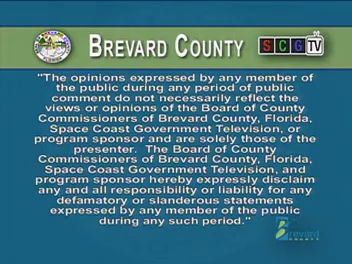 BREVARD COUNTY
SCGTV
"The opinions expressed by any member of
the public during any period of public
comment do not necessarily reflect the
views or opinions of the Board of County
Commissioners of Brevard County, Florida,
Space Coast Government Television, or
program sponsor and are solely those of the
presenter. The Board of County
Commissioners of Brevard County, Florida,
Space Coast Government Television, and
program sponsor hereby expressly disclaim
any and all responsibility or liability for any
defamatory or slanderous statements
expressed by any member of the public
during any such period."
Brevard
COUNTY